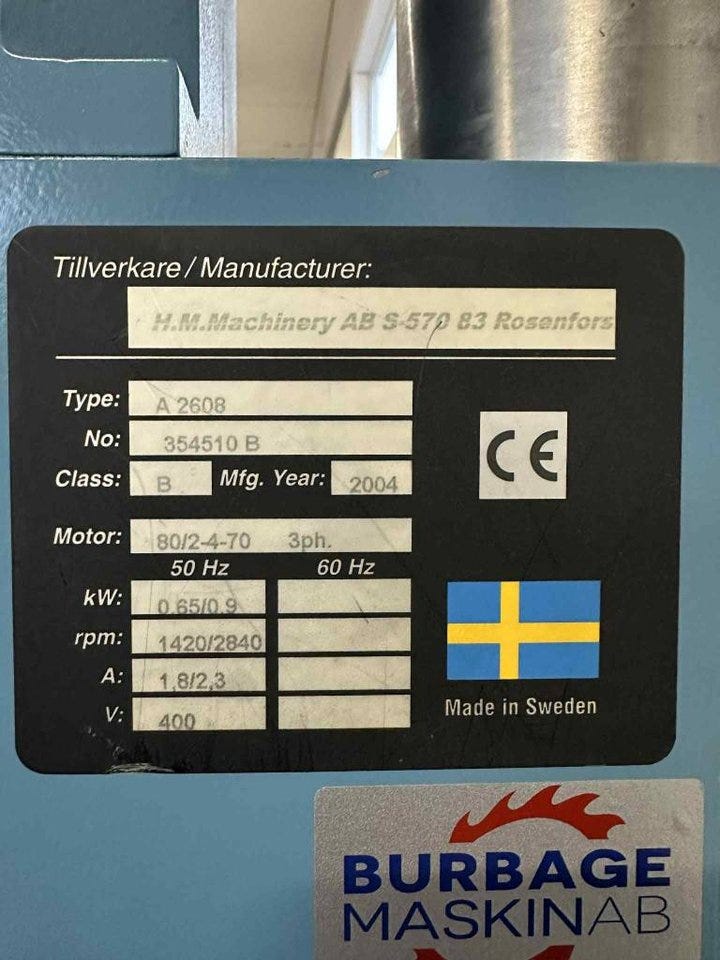 Tillverkare / Manufacturer:
H.M.Machinery AB S-570 83 Rosenfors
Type: A 2608
No: 354510 B
Class: B Mfg. Year: 2004
CE
Motor: 80/2-4-70 3ph.
50 Hz 60 Hz
kW: 0,65/0,9
rpm: 1420/2840
A: 1,8/2,3
V: 400
Made in Sweden
BURBAGE
MASKINAB